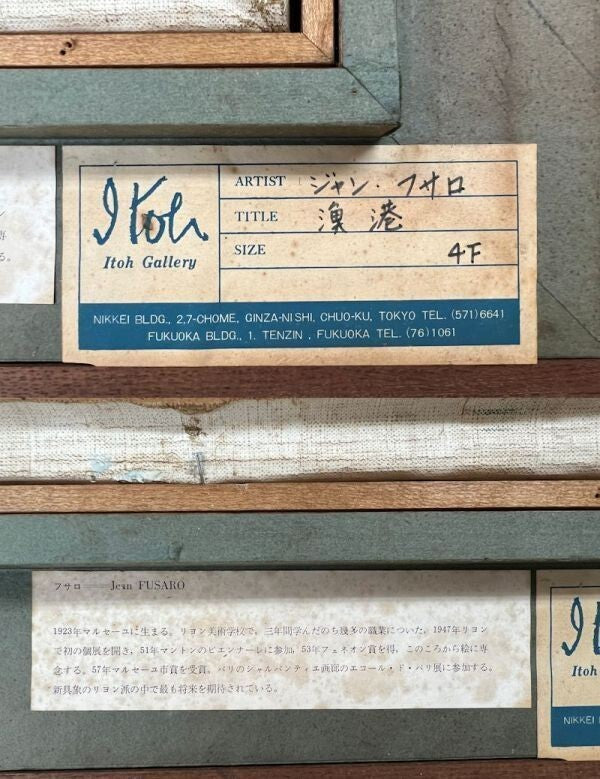 専
る。
Itoh
Itoh Gallery
ARTIST ジャン・フサロ
TITLE 漁港
SIZE 4F
NIKKEI BLDG., 2,7-CHOME, GINZA-NISHI, CHUO-KU, TOKYO TEL. (571)6641
FUKUOKA BLDG., 1. TENZIN , FUKUOKA TEL. (76)1061
フサロ——Jean FUSARO
1923年マルセーユに生まる。リヨン美術学校で，三年間学んだのち幾多の職業についた。1947年リヨン
で初の個展を開き，51年マントンのビエンナーレに参加，53年フェネオン賞を得，このころから絵に専
念する。57年マルセーユ市賞を受賞。パリのシャルパンティエ画廊のエコール・ド・パリ展に参加する。
新具象のリヨン派の中で最も将来を期待されている。
Itoh
NIKKEI